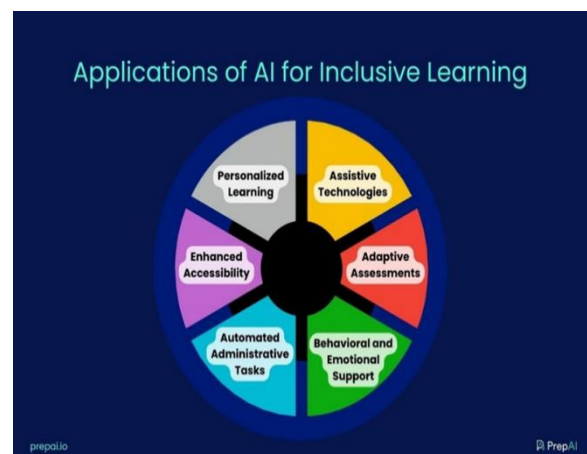 Applications of AI for Inclusive Learning
Personalized
Learning
Assistive
Technologies
Enhanced
Accessibility
Adaptive
Assessments
Automated
Administrative
Tasks
Behavioral and
Emotional
Support
prepai.io
PrepAI